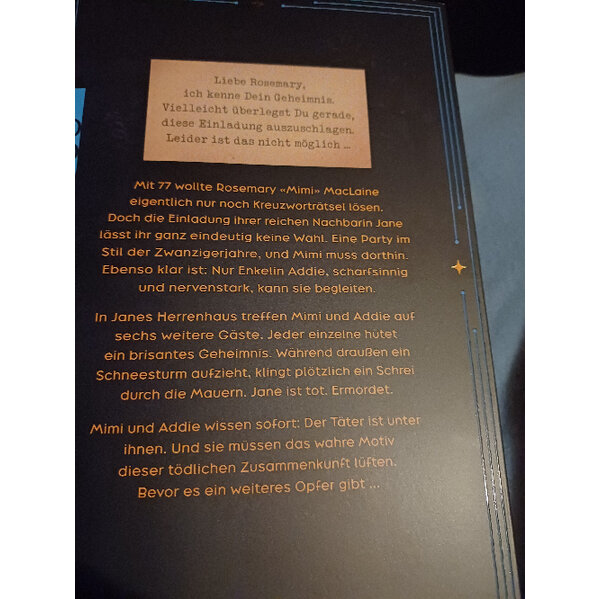 Liebe Rosemary,
ich kenne Dein Geheimnis.
Vielleicht überlegst Du gerade,
diese Einladung auszuschlagen.
Leider ist das nicht möglich ...
Mit 77 wollte Rosemary «Mimi» MacLaine
eigentlich nur noch Kreuzworträtsel lösen.
Doch die Einladung ihrer reichen Nachbarin Jane
lässt ihr ganz eindeutig keine Wahl. Eine Party im
Stil der Zwanzigerjahre, und Mimi muss dorthin.
Ebenso klar ist: Nur Enkelin Addie, scharfsinnig
und nervenstark, kann sie begleiten.
In Janes Herrenhaus treffen Mimi und Addie auf
sechs weitere Gäste. Jeder einzelne hütet
ein brisantes Geheimnis. Während draußen ein
Schneesturm aufzieht, klingt plötzlich ein Schrei
durch die Mauern. Jane ist tot. Ermordet.
Mimi und Addie wissen sofort: Der Täter ist unter
ihnen. Und sie müssen das wahre Motiv
dieser tödlichen Zusammenkunft lüften.
Bevor es ein weiteres Opfer gibt ...